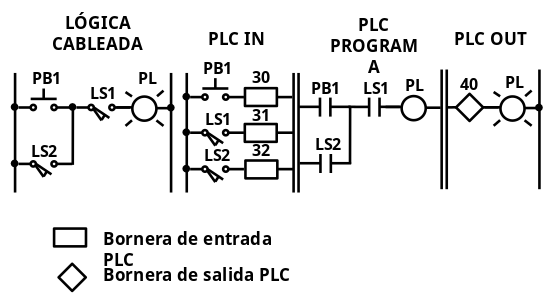 LÓGICA
CABLEADA
PLC IN
PLC
PROGRAM
A
PLC OUT
PB1
LS1
PL
LS2
PB1
30
LS1
31
LS2
32
PB1
LS1
PL
LS2
40
PL
Bornera de entrada
PLC
Bornera de salida PLC